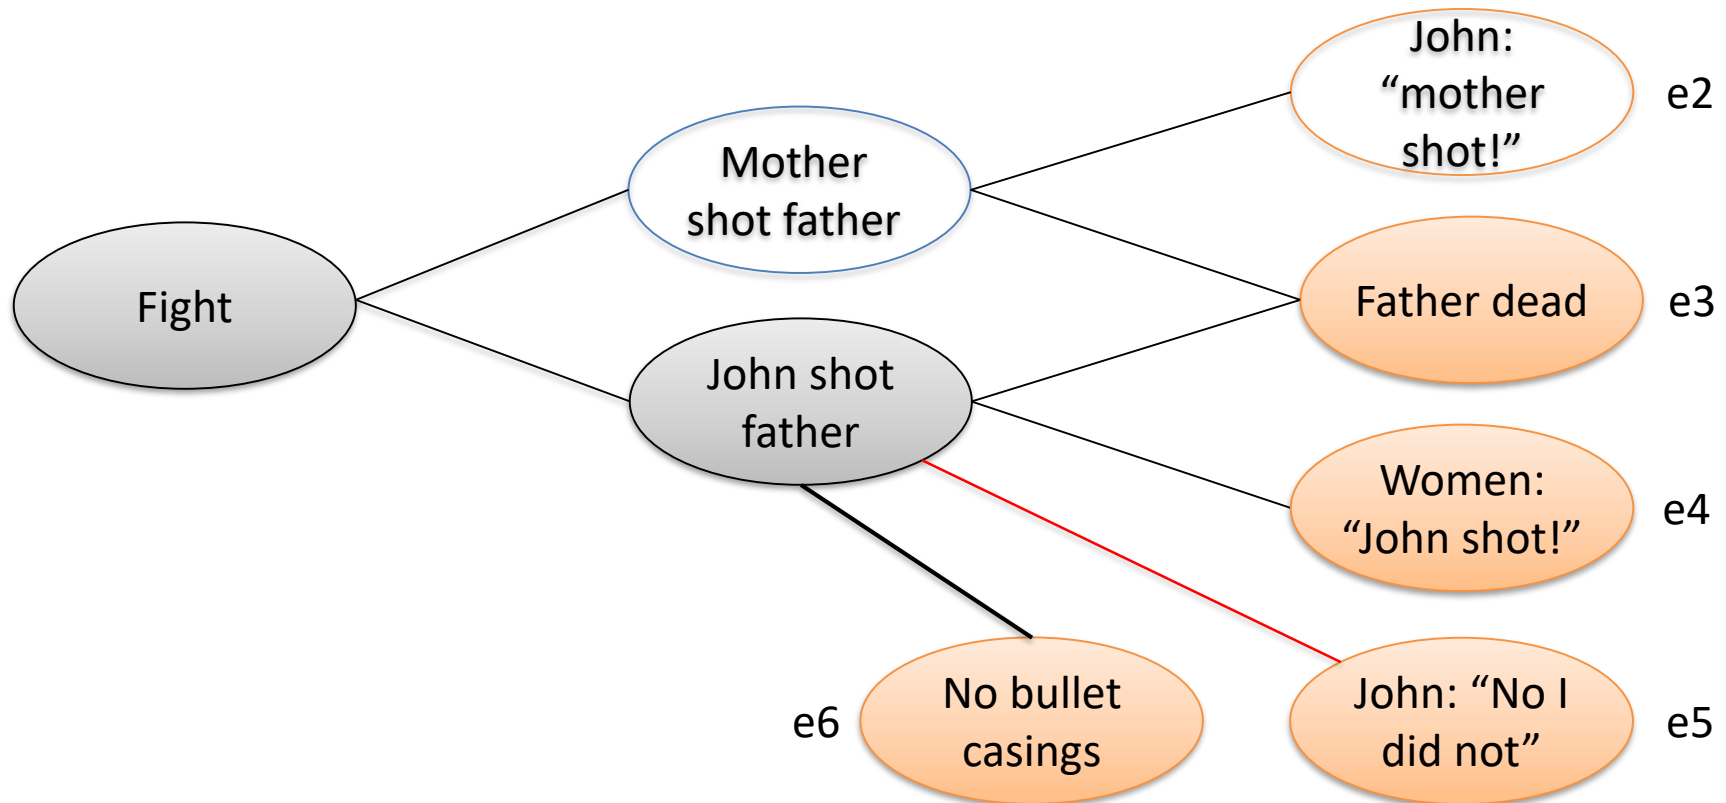 John:
“mother
shot!”
e2
Mother
shot father
Fight
Father dead
e3
John shot
father
Women:
“John shot!”
e4
No bullet
casings
e6
John: “No I
did not”
e5